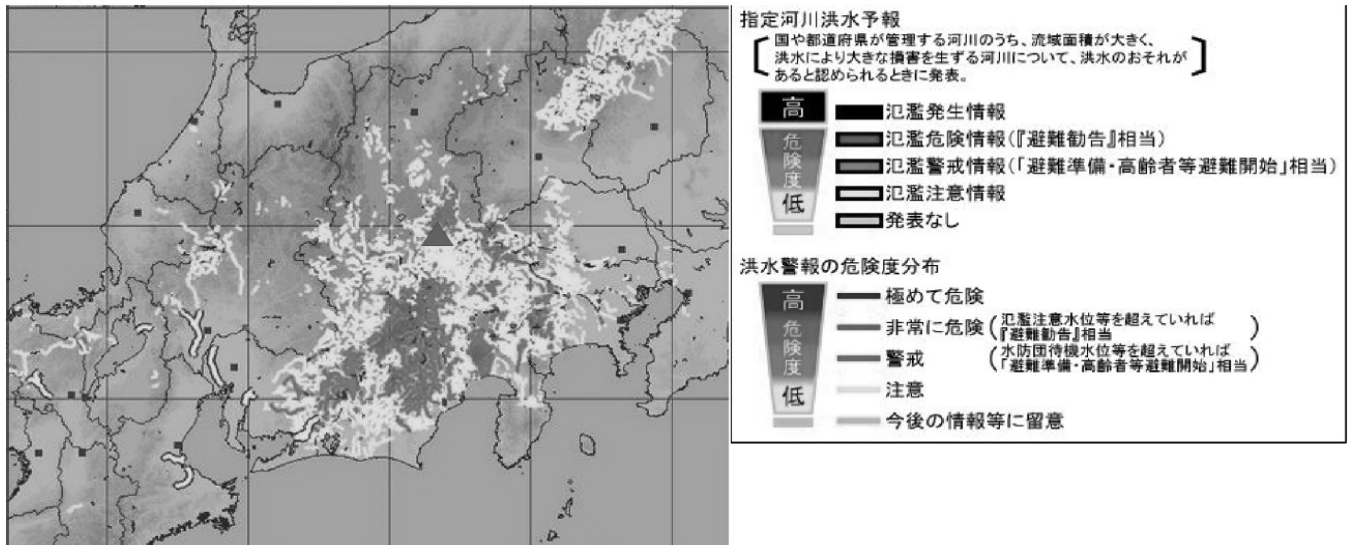 指定河川洪水予報
国や都道府県が管理する河川のうち、流域面積が大きく、
洪水により大きな損害を生ずる河川について、洪水のおそれが
あると認められるときに発表。
高
危険度
低
氾濫発生情報
氾濫危険情報(『避難勧告』相当)
氾濫警戒情報(「避難準備・高齢者等避難開始」相当)
氾濫注意情報
発表なし
洪水警報の危険度分布
高
危険度
低
極めて危険
非常に危険(氾濫注意水位等を超えていれば
『避難勧告』相当)
警戒(水防団待機水位等を超えていれば
「避難準備・高齢者等避難開始」相当)
注意
今後の情報等に留意